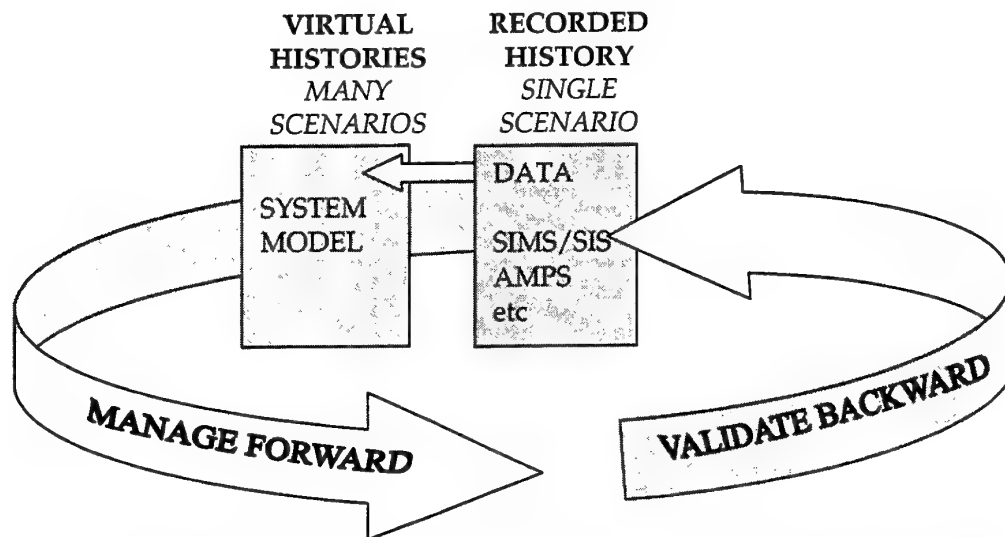 VIRTUAL
HISTORIES
MANY
SCENARIOS
RECORDED
HISTORY
SINGLE
SCENARIO
SYSTEM
MODEL
DATA
SIMS/SIS
AMPS
etc
MANAGE FORWARD
VALIDATE BACKWARD